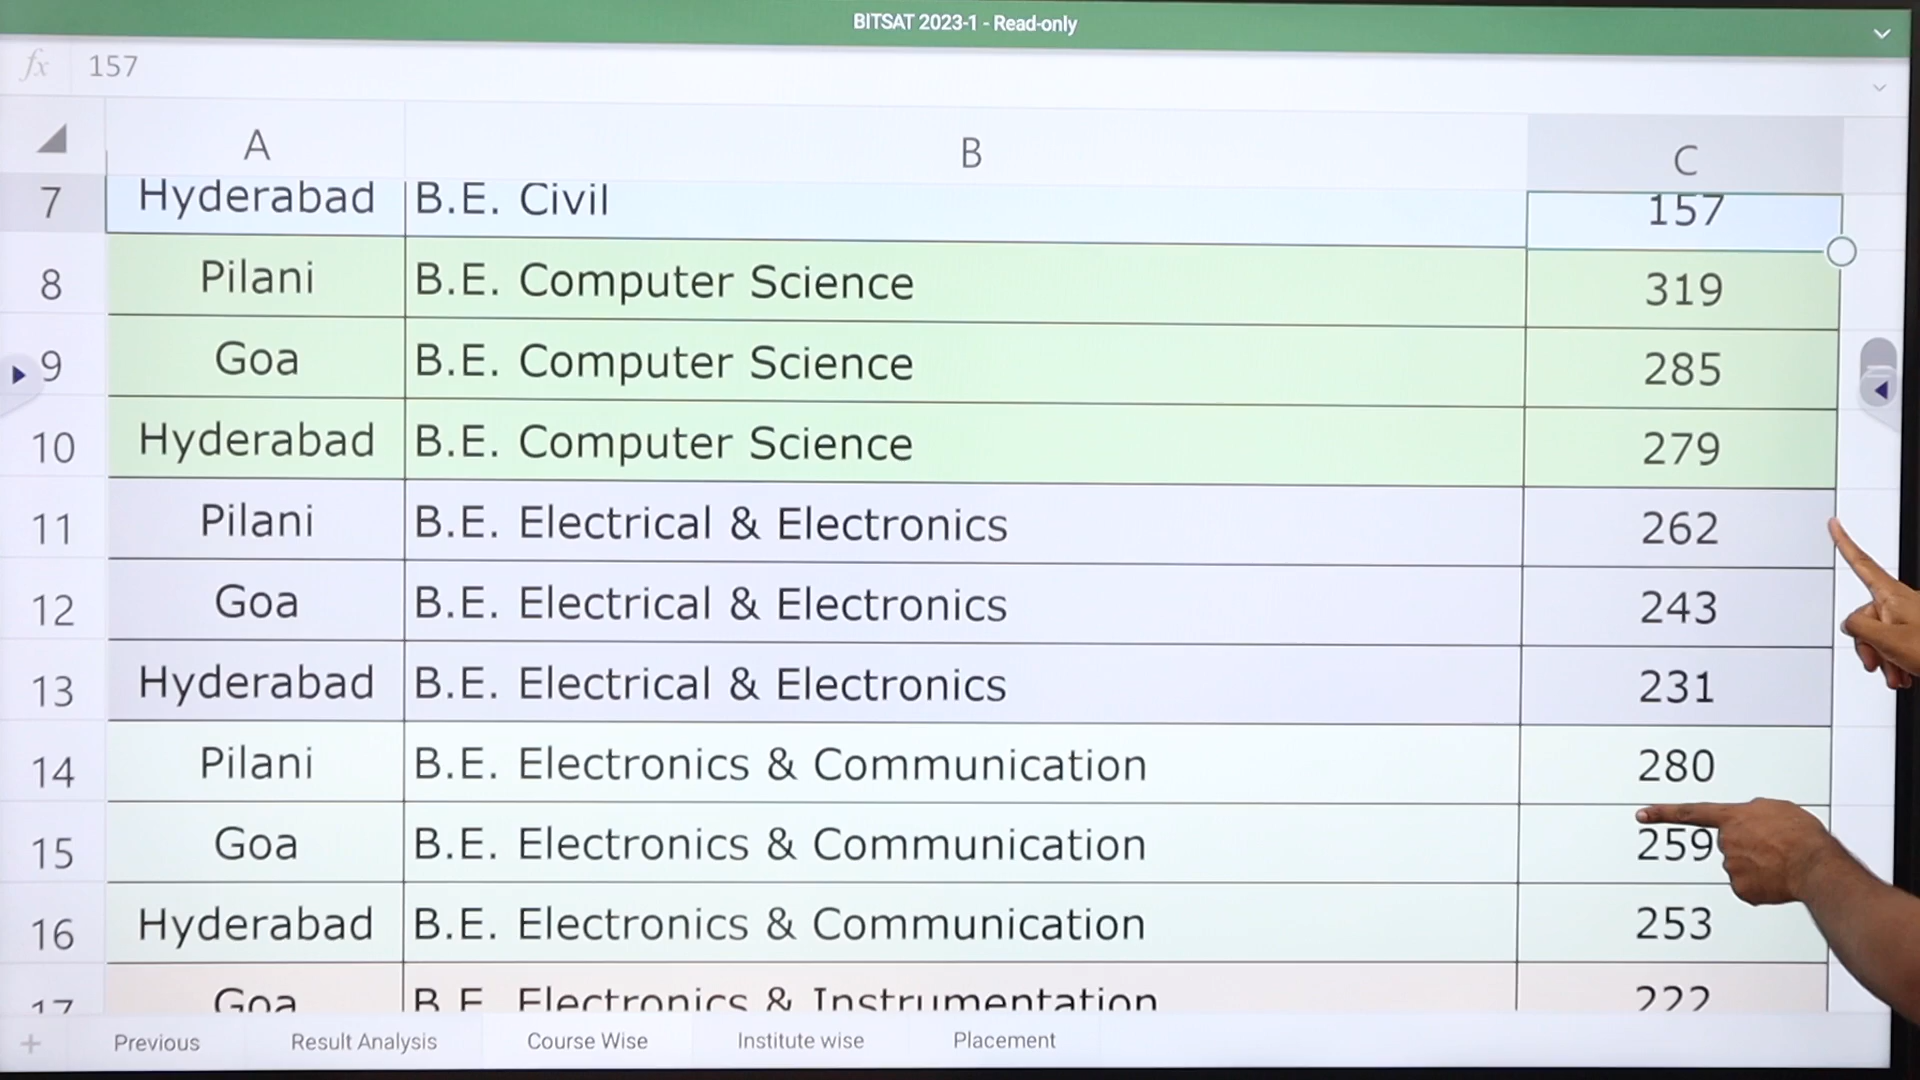 BITSAT 2023-1 - Read-only
fx 157
A B C
7 Hyderabad B.E. Civil 157
8 Pilani B.E. Computer Science 319
9 Goa B.E. Computer Science 285
10 Hyderabad B.E. Computer Science 279
11 Pilani B.E. Electrical & Electronics 262
12 Goa B.E. Electrical & Electronics 243
13 Hyderabad B.E. Electrical & Electronics 231
14 Pilani B.E. Electronics & Communication 280
15 Goa B.E. Electronics & Communication 259
16 Hyderabad B.E. Electronics & Communication 253
17 Goa B.E. Electronics & Instrumentation 222
+ Previous Result Analysis Course Wise Institute wise Placement